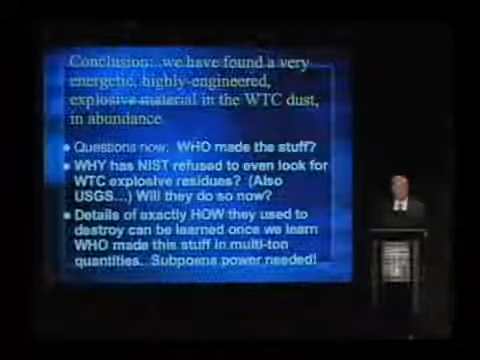 Conclusion: we have found a very
energetic, highly-engineered,
explosive material in the WTC dust,
in abundance
• Questions now: WHO made the stuff?
• WHY has NIST refused to even look for
WTC explosive residues? (Also
USGS...) Will they do so now?
• Details of exactly HOW they used to
destroy can be learned once we learn
WHO made this stuff in multi-ton
quantities. Subpoena power needed!